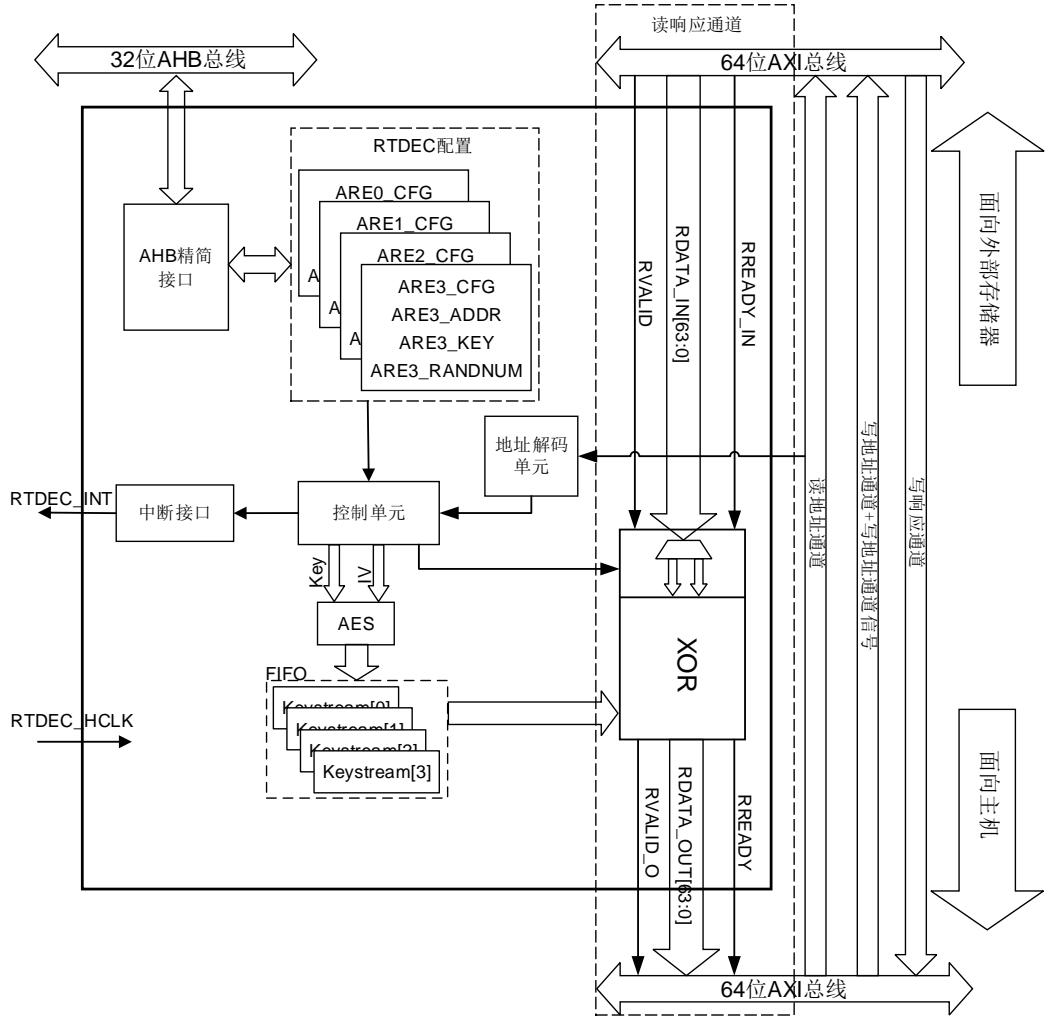 读响应通道
32位AHB总线
64位AXI总线
RTDEC配置
ARE0_CFG
ARE1_CFG
ARE2_CFG
A
A
A
ARE3_CFG
ARE3_ADDR
ARE3_KEY
ARE3_RANDNUM
AHB精简
接口
RVALID
RDATA_IN[63:0]
RREADY_IN
面向外部存储器
地址解码
单元
RTDEC_INT
中断接口
控制单元
读地址通道
写地址通道+写地址通道信号
写响应通道
Key
IV
AES
XOR
FIFO
Keystream[0]
Keystream[1]
Keystream[2]
Keystream[3]
RTDEC_HCLK
面向主机
RVALID_O
RDATA_OUT[63:0]
RREADY
64位AXI总线